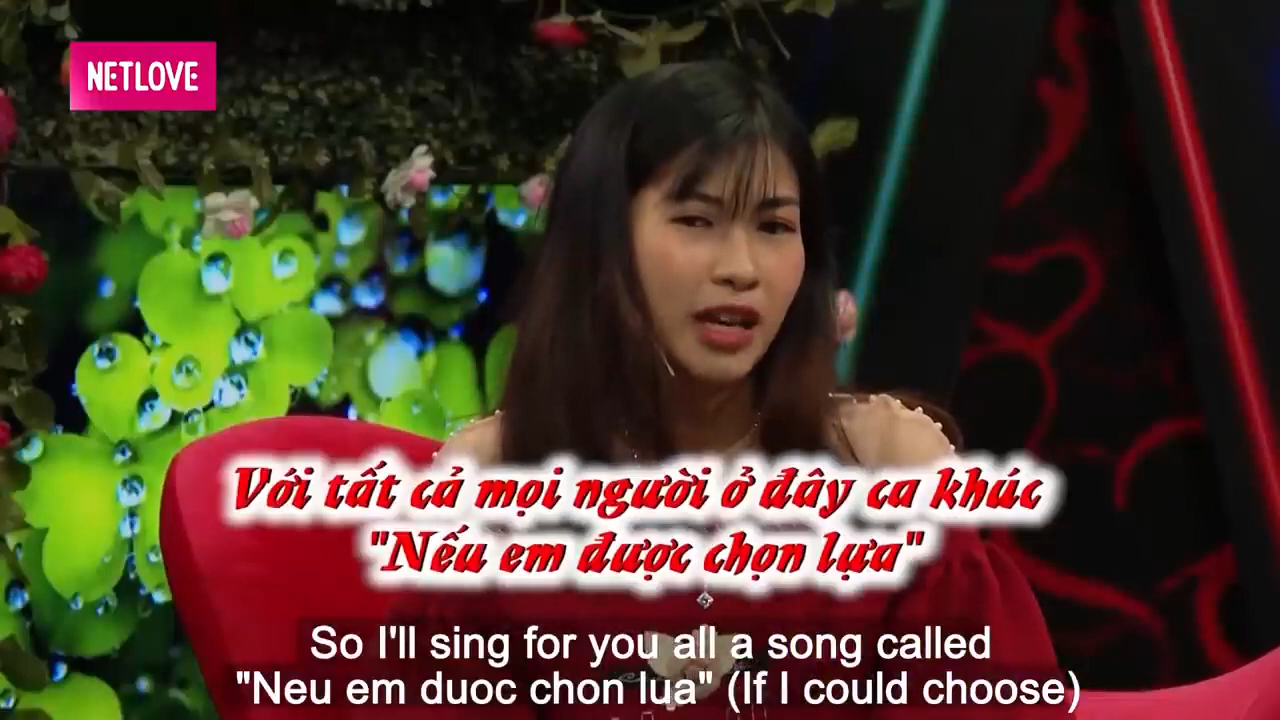 NETLOVE
Với tất cả mọi người ở đây ca khúc
"Nếu em được chọn lựa"
So I'll sing for you all a song called
"Neu em duoc chon lua" (If I could choose)